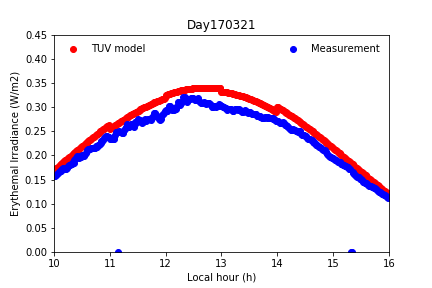 Day170321
TUV model
Measurement
Erythemal Irradiance (W/m2)
0.45
0.40
0.35
0.30
0.25
0.20
0.15
0.10
0.05
0.00
10 11 12 13 14 15 16
Local hour (h)